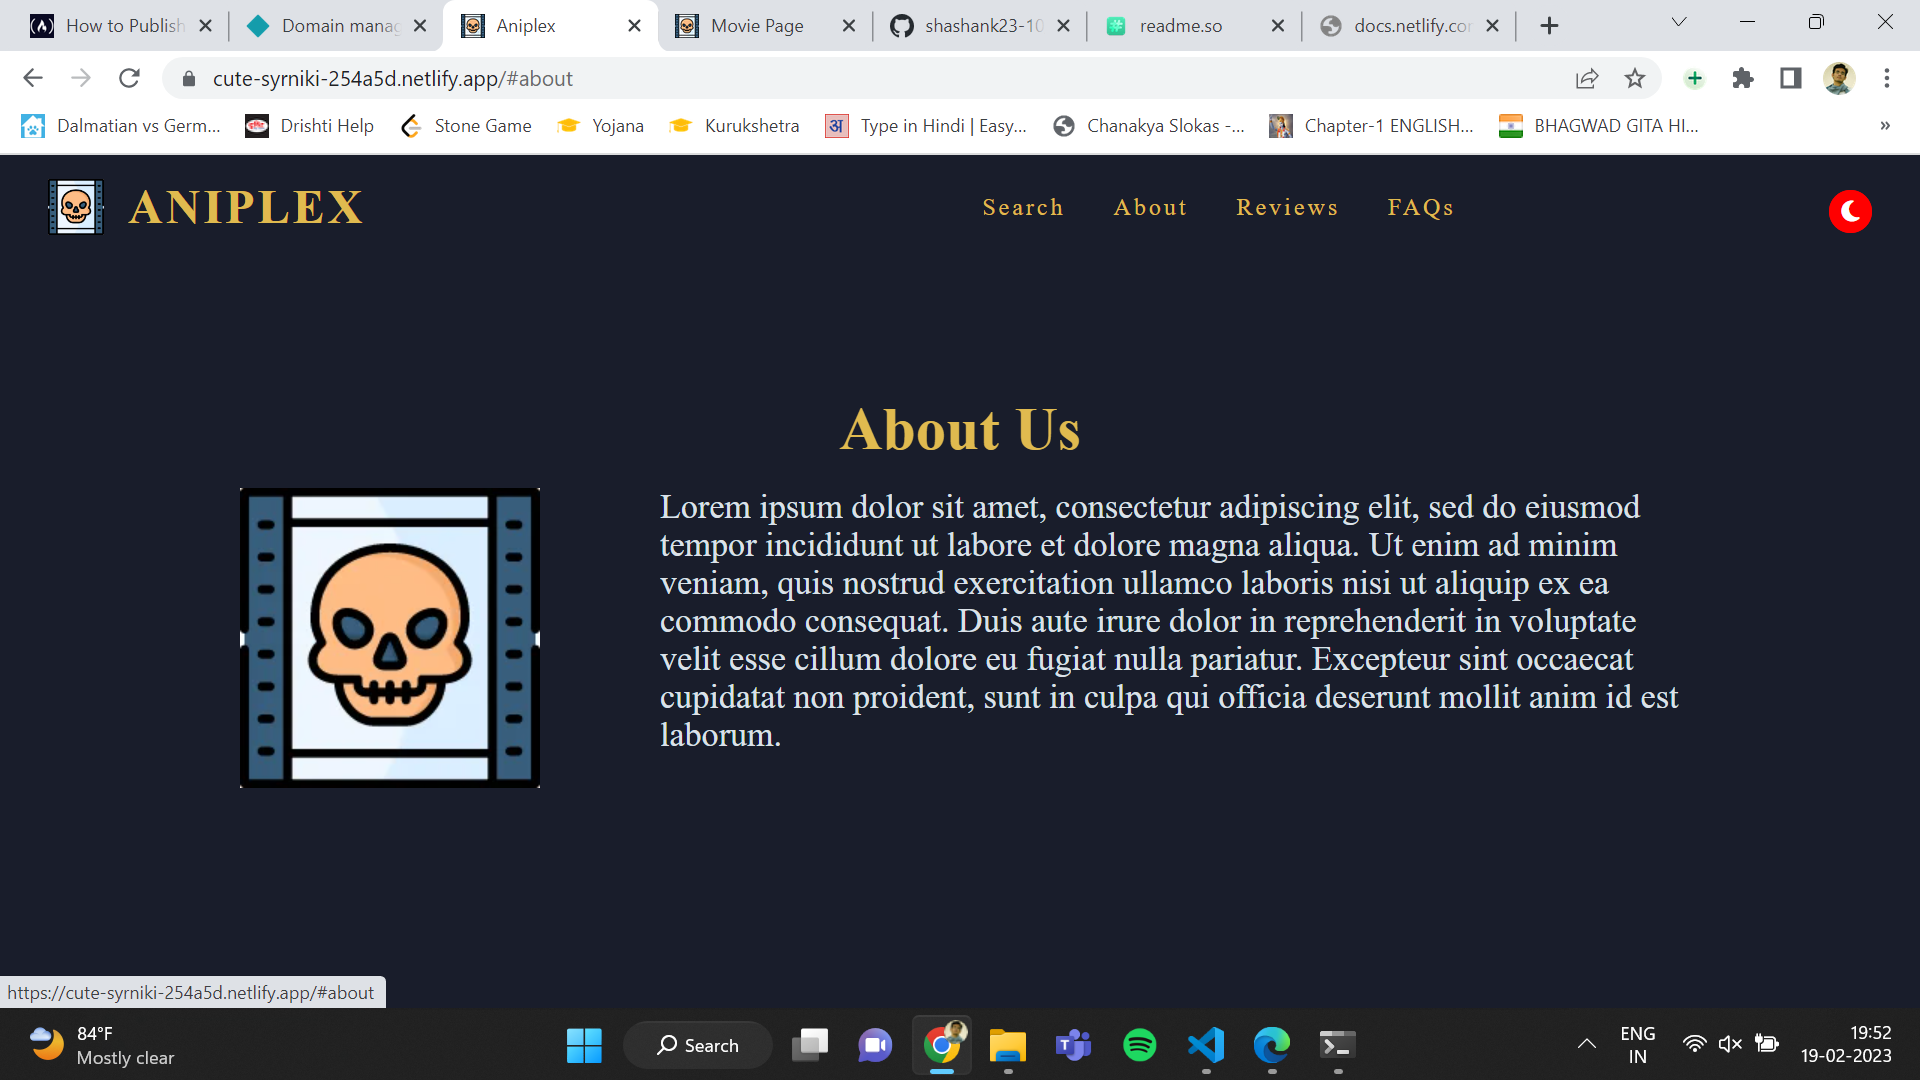 How to Publish
Domain manag
Aniplex
Movie Page
shashank23-10
readme.so
docs.netlify.cor
cute-syrniki-254a5d.netlify.app/#about
Dalmatian vs Germ...
Drishti Help
Stone Game
Yojana
Kurukshetra
अ
Type in Hindi | Easy...
Chanakya Slokas -...
Chapter-1 ENGLISH...
BHAGWAD GITA HI...
»
ANIPLEX
Search
About
Reviews
FAQs
About Us
Lorem ipsum dolor sit amet, consectetur adipiscing elit, sed do eiusmod
tempor incididunt ut labore et dolore magna aliqua. Ut enim ad minim
veniam, quis nostrud exercitation ullamco laboris nisi ut aliquip ex ea
commodo consequat. Duis aute irure dolor in reprehenderit in voluptate
velit esse cillum dolore eu fugiat nulla pariatur. Excepteur sint occaecat
cupidatat non proident, sunt in culpa qui officia deserunt mollit anim id est
laborum.
https://cute-syrniki-254a5d.netlify.app/#about
84°F
Mostly clear
Search
ENG
IN
19:52
19-02-2023